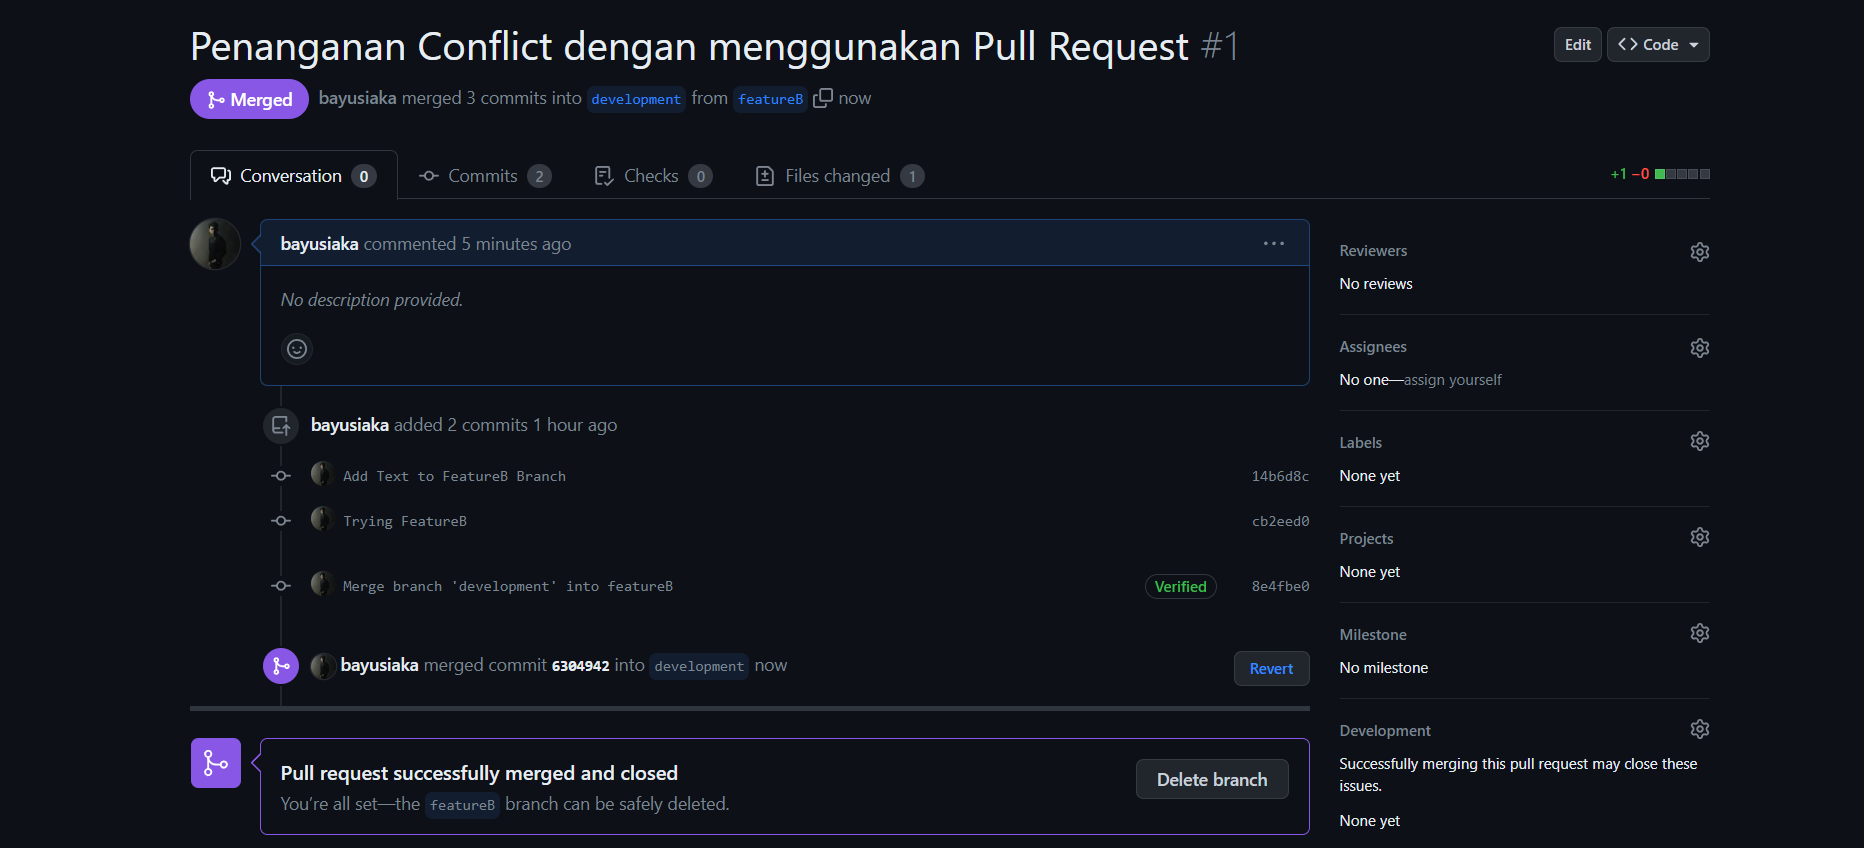 Penanganan Conflict dengan menggunakan Pull Request #1
Edit
Code
Merged
bayusiaka merged 3 commits into development from featureB now
Conversation 0
Commits 2
Checks 0
Files changed 1
+1 −0
bayusiaka commented 5 minutes ago
No description provided.
bayusiaka added 2 commits 1 hour ago
Add Text to FeatureB Branch 14b6d8c
Trying FeatureB cb2eed0
Merge branch 'development' into featureB Verified 8e4fbe0
bayusiaka merged commit 6304942 into development now
Revert
Pull request successfully merged and closed
You're all set—the featureB branch can be safely deleted.
Delete branch
Reviewers
No reviews
Assignees
No one—assign yourself
Labels
None yet
Projects
None yet
Milestone
No milestone
Development
Successfully merging this pull request may close these
issues.
None yet